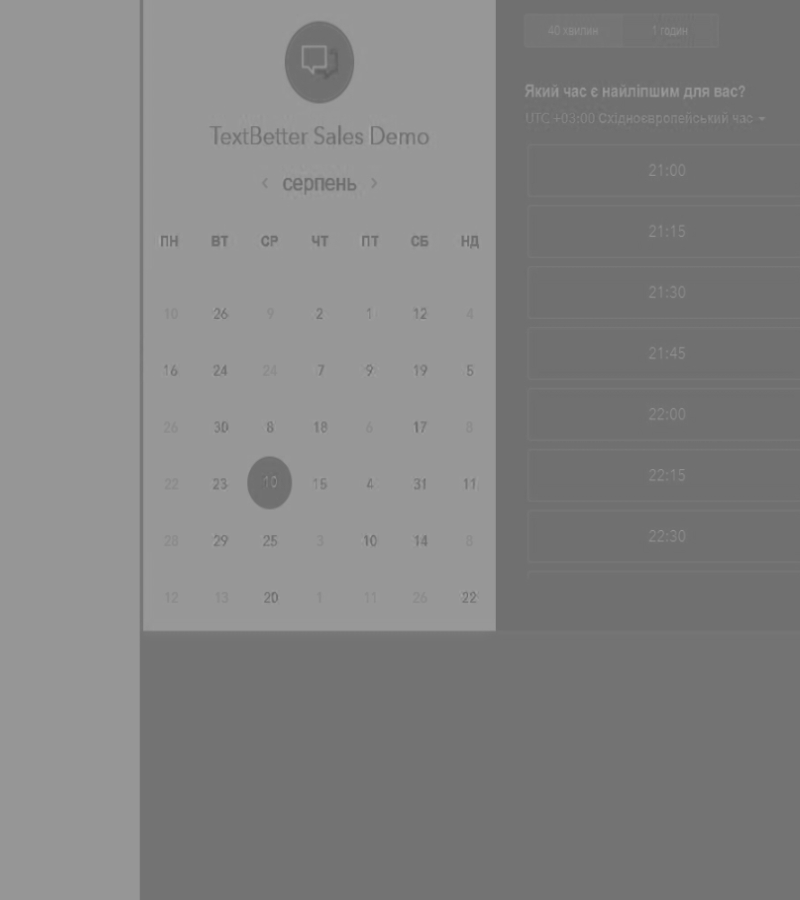 TextBetter Sales Demo
серпень
ПН ВТ СР ЧТ ПТ СБ НД
10 26 9 2 1 12 4
16 24 24 7 9 19 5
26 30 8 18 6 17 8
22 23 10 15 4 31 11
28 29 25 3 10 14 8
12 13 20 1 11 26 22
40 хвилин 1 годин
Який час є найліпшим для вас?
UTC +03:00 Східноєвропейський час
21:00
21:15
21:30
21:45
22:00
22:15
22:30